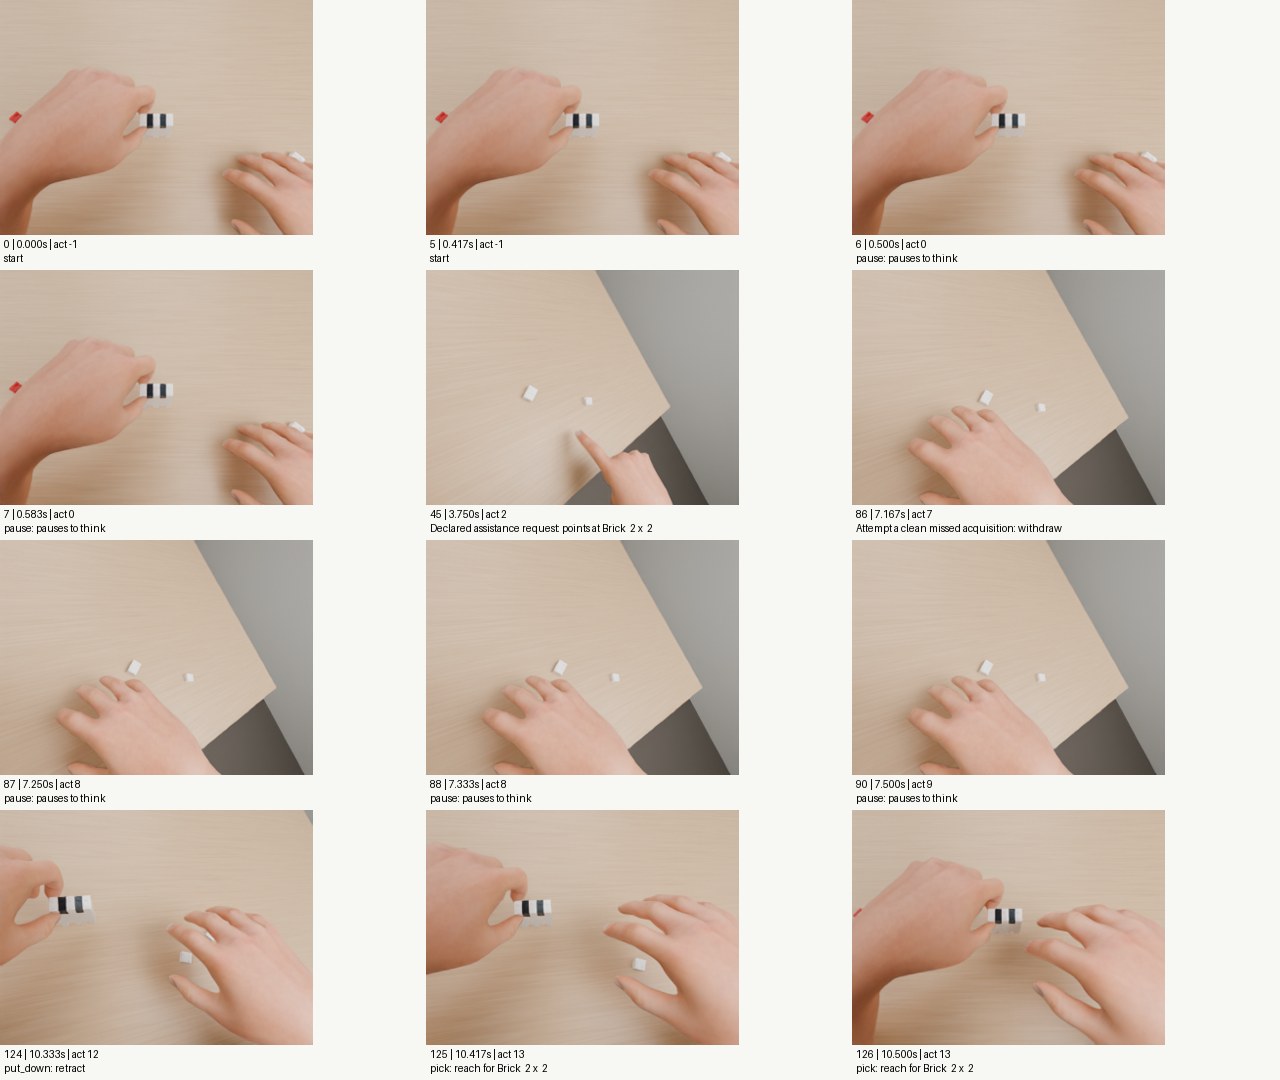 0 | 0.000s | act -1
start
5 | 0.417s | act -1
start
6 | 0.500s | act 0
pause: pauses to think
7 | 0.583s | act 0
pause: pauses to think
45 | 3.750s | act 2
Declared assistance request: points at Brick 2 x 2
86 | 7.167s | act 7
Attempt a clean missed acquisition: withdraw
87 | 7.250s | act 8
pause: pauses to think
88 | 7.333s | act 8
pause: pauses to think
90 | 7.500s | act 9
pause: pauses to think
124 | 10.333s | act 12
put_down: retract
125 | 10.417s | act 13
pick: reach for Brick 2 x 2
126 | 10.500s | act 13
pick: reach for Brick 2 x 2